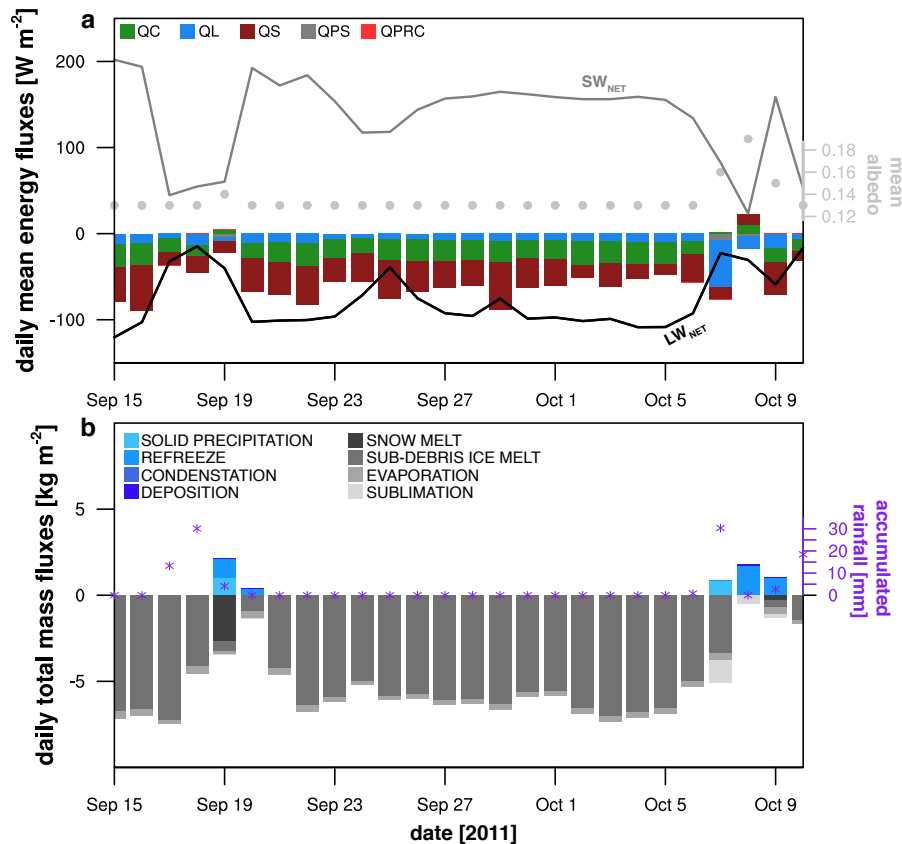 a
QC QL QS QPS QPRC
daily mean energy fluxes [W m-2]
200
100
0
-100
SWNET
LWNET
mean
albedo
0.18
0.16
0.14
0.12
Sep 15 Sep 19 Sep 23 Sep 27 Oct 1 Oct 5 Oct 9
b
SOLID PRECIPITATION SNOW MELT
REFREEZE SUB-DEBRIS ICE MELT
CONDENSTATION EVAPORATION
DEPOSITION SUBLIMATION
daily total mass fluxes [kg m-2]
5
0
-5
accumulated
rainfall [mm]
30
20
10
0
Sep 15 Sep 19 Sep 23 Sep 27 Oct 1 Oct 5 Oct 9
date [2011]